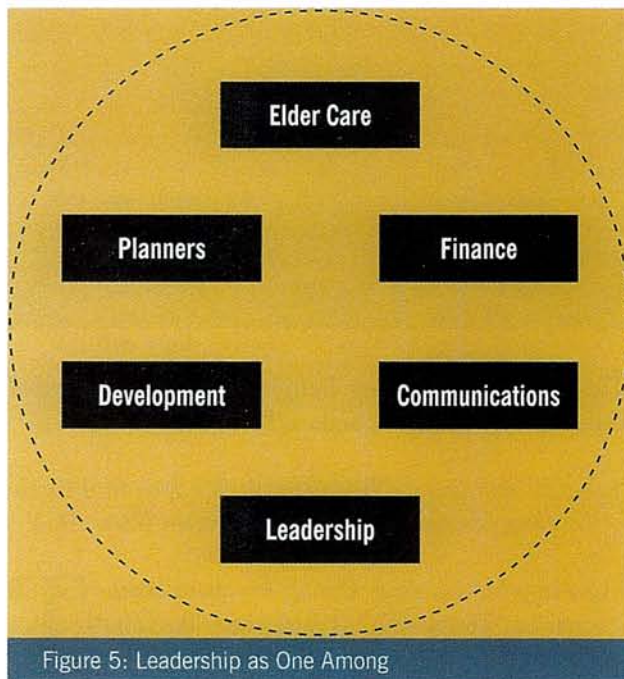 Elder Care
Planners
Finance
Development
Communications
Leadership
Figure 5: Leadership as One Among